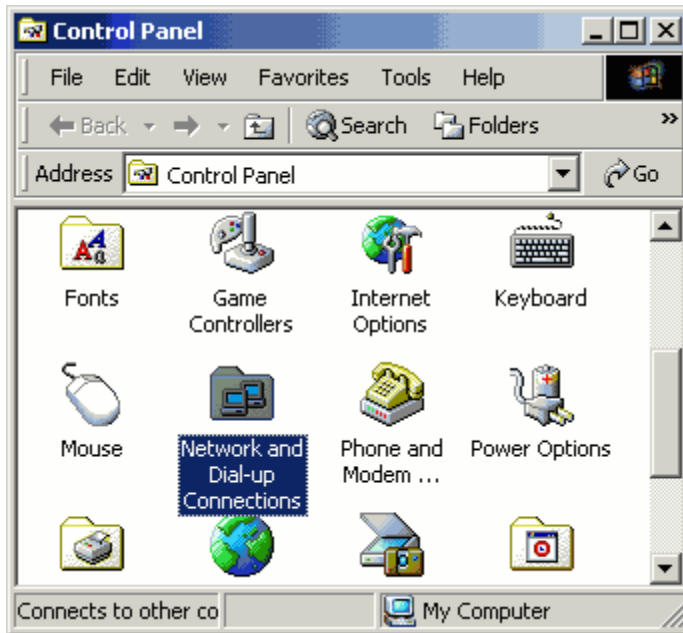 Control Panel
File Edit View Favorites Tools Help
Back Search Folders »
Address Control Panel Go
Fonts Game Controllers Internet Options Keyboard
Mouse Network and Dial-up Connections Phone and Modem ... Power Options
Connects to other co My Computer